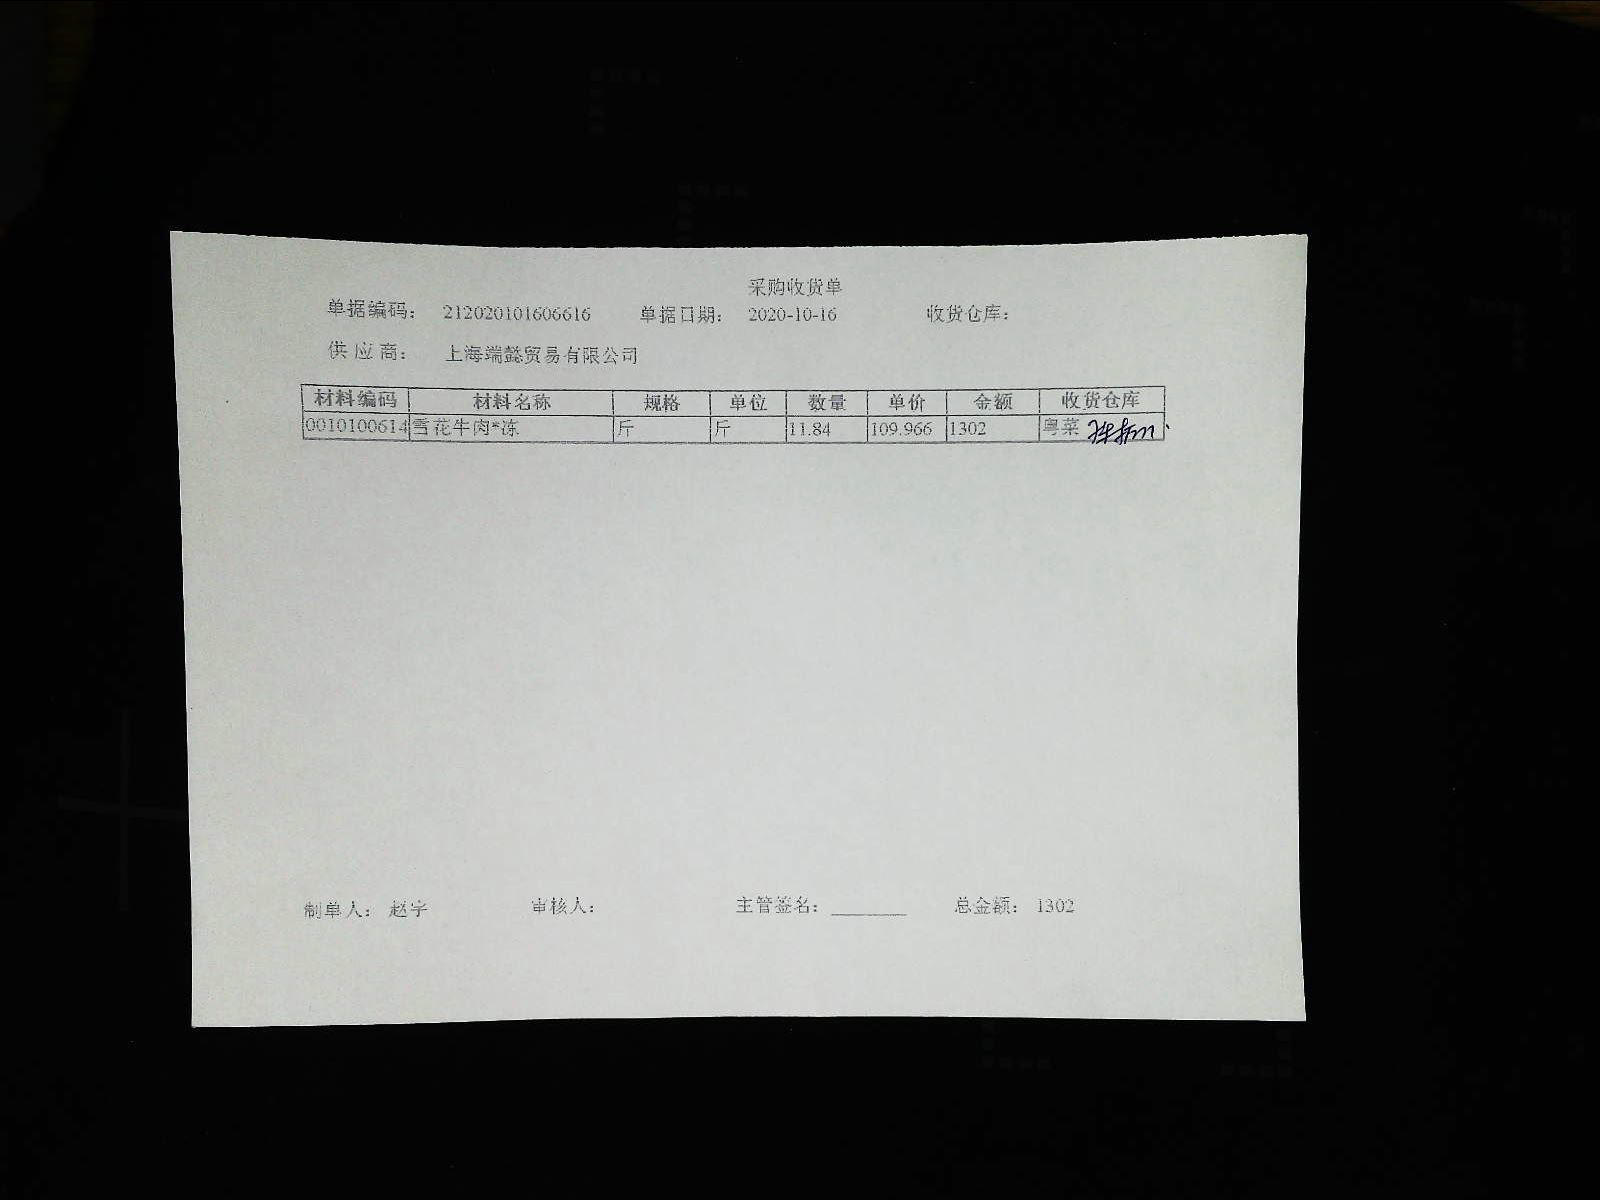 采购收货单
单据编码： 212020101606616 单据日期： 2020-10-16 收货仓库：
供 应 商： 上海端懿贸易有限公司
材料编码 材料名称 规格 单位 数量 单价 金额 收货仓库
0010100614 雪花牛肉*冻 斤 斤 11.84 109.966 1302 粤菜
制单人： 赵宇 审核人： 主管签名： ________ 总金额： 1302